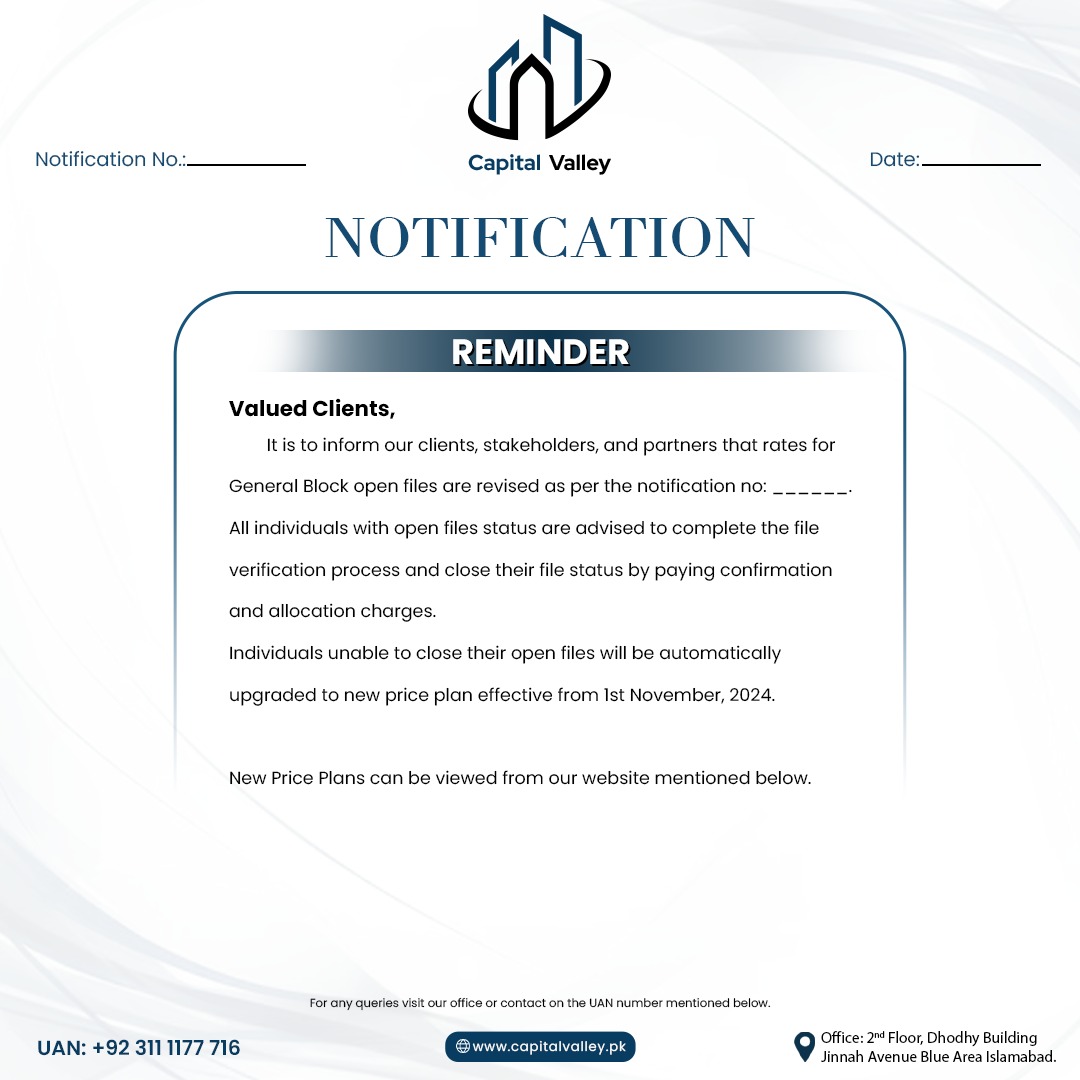 Capital Valley
Notification No.:__________
Date:__________
NOTIFICATION
REMINDER
Valued Clients,
It is to inform our clients, stakeholders, and partners that rates for
General Block open files are revised as per the notification no: ______.
All individuals with open files status are advised to complete the file
verification process and close their file status by paying confirmation
and allocation charges.
Individuals unable to close their open files will be automatically
upgraded to new price plan effective from 1st November, 2024.
New Price Plans can be viewed from our website mentioned below.
For any queries visit our office or contact on the UAN number mentioned below.
UAN: +92 311 1177 716
www.capitalvalley.pk
Office: 2nd Floor, Dhodhy Building
Jinnah Avenue Blue Area Islamabad.